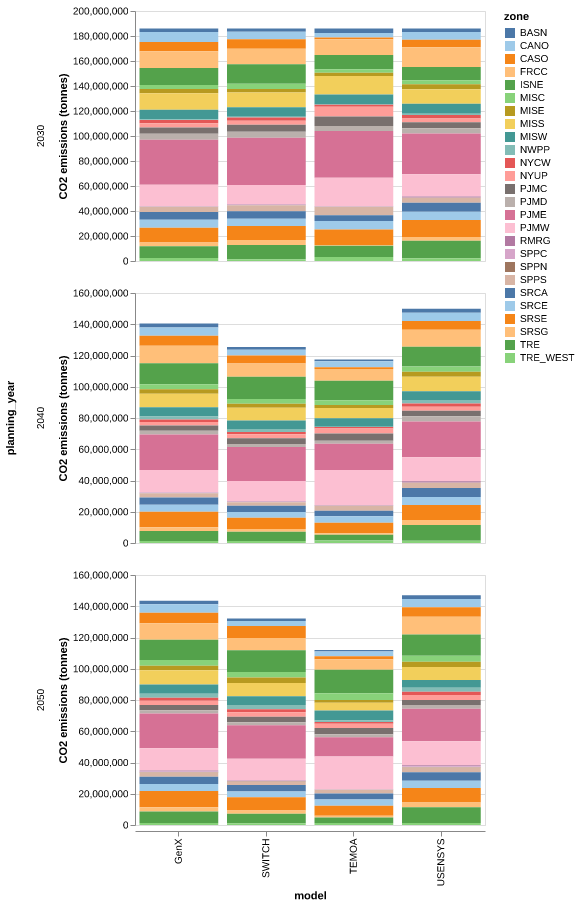 planning_year
2030
CO2 emissions (tonnes)
200,000,000
180,000,000
160,000,000
140,000,000
120,000,000
100,000,000
80,000,000
60,000,000
40,000,000
20,000,000
0
2040
CO2 emissions (tonnes)
160,000,000
140,000,000
120,000,000
100,000,000
80,000,000
60,000,000
40,000,000
20,000,000
0
2050
CO2 emissions (tonnes)
160,000,000
140,000,000
120,000,000
100,000,000
80,000,000
60,000,000
40,000,000
20,000,000
0
GenX
SWITCH
TEMOA
USENSYS
model
zone
BASN
CANO
CASO
FRCC
ISNE
MISC
MISE
MISS
MISW
NWPP
NYCW
NYUP
PJMC
PJMD
PJME
PJMW
RMRG
SPPC
SPPN
SPPS
SRCA
SRCE
SRSE
SRSG
TRE
TRE_WEST